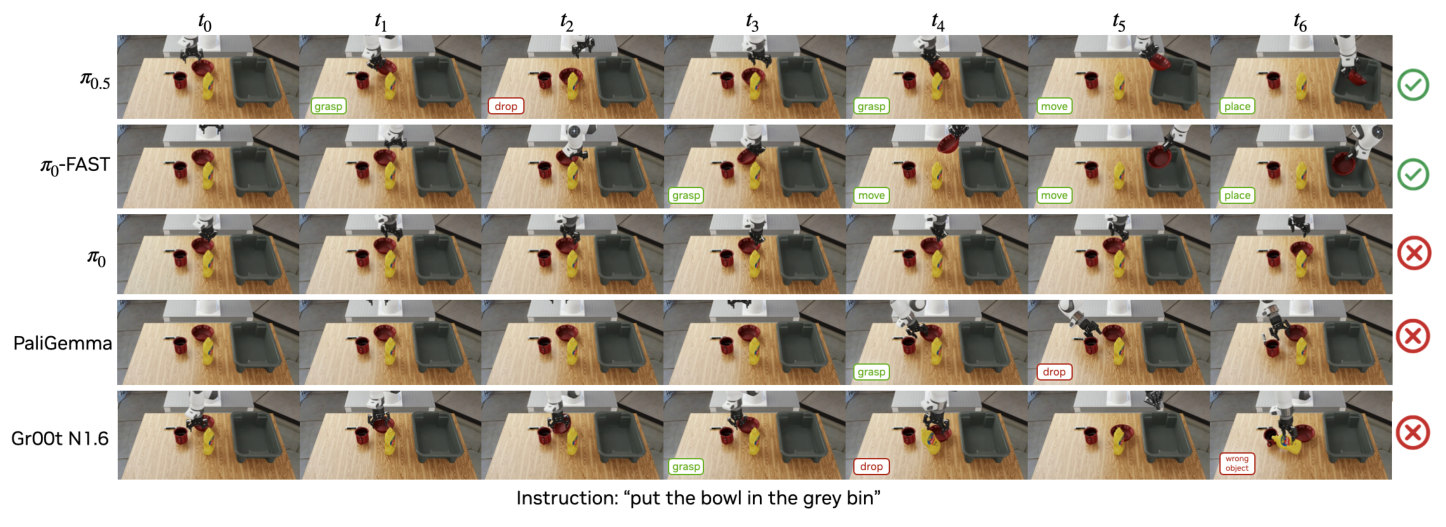 t0 t1 t2 t3 t4 t5 t6
π0.5
grasp drop grasp move place
π0-FAST
grasp move move place
π0
PaliGemma
grasp drop
Gr00t N1.6
grasp drop wrong
object
Instruction: “put the bowl in the grey bin”